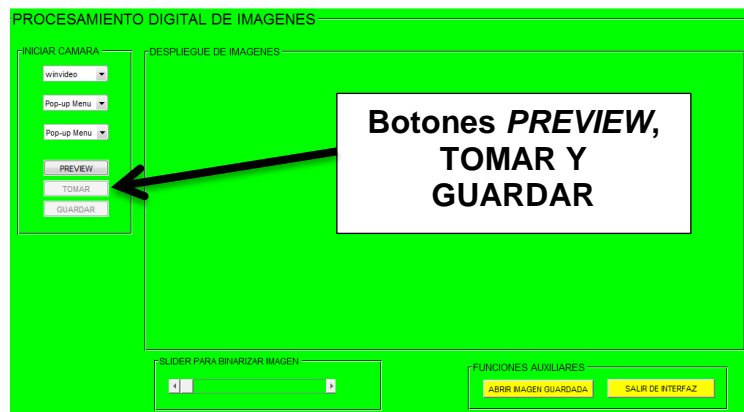 PROCESAMIENTO DIGITAL DE IMAGENES
INICIAR CAMARA
winvideo
Pop-up Menu
Pop-up Menu
PREVIEW
TOMAR
GUARDAR
DESPLIEGUE DE IMAGENES
Botones PREVIEW,
TOMAR Y
GUARDAR
SLIDER PARA BINARIZAR IMAGEN
FUNCIONES AUXILIARES
ABRIR IMAGEN GUARDADA
SALIR DE INTERFAZ